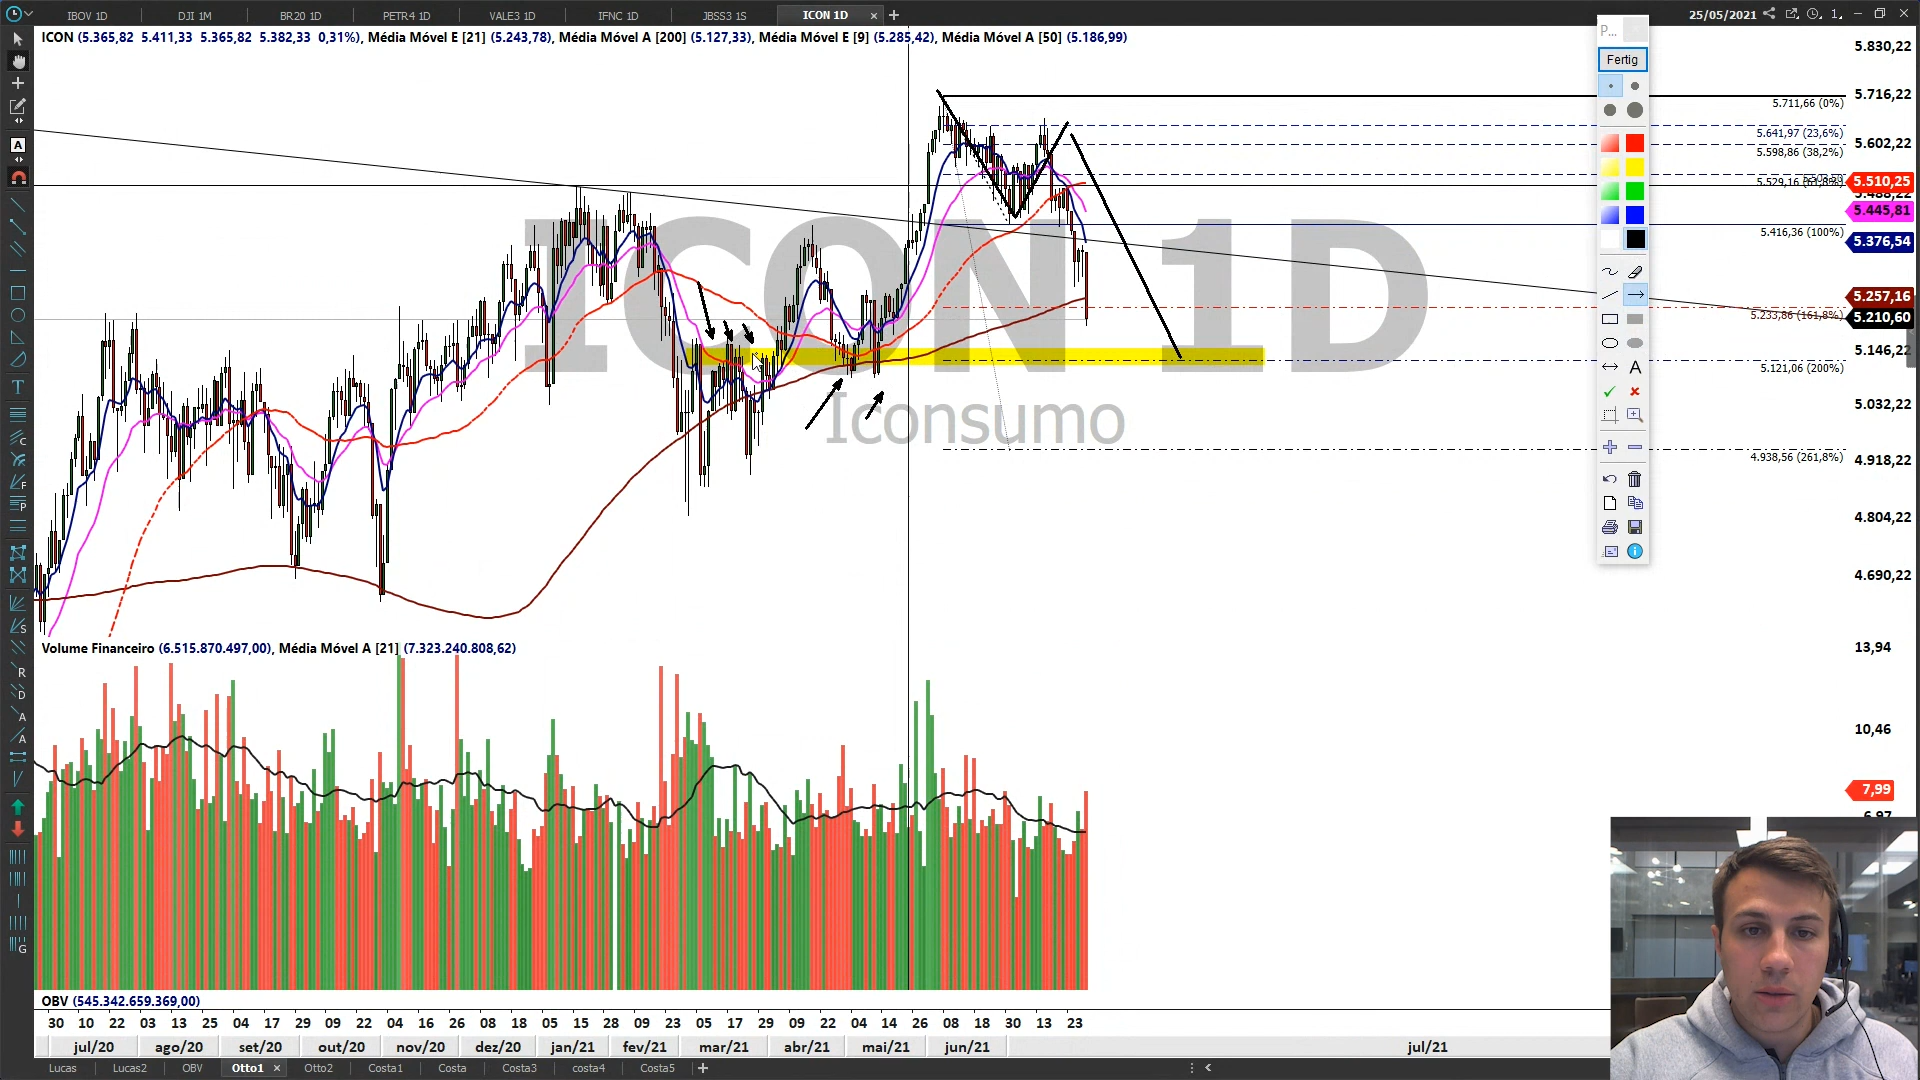 IBOV 1D DJI 1M BR20 1D PETR4 1D VALE3 1D IFNC 1D JBSS3 1S ICON 1D × + 25/05/2021 1
ICON (5.365,82 5.411,33 5.365,82 5.382,33 0,31%), Média Móvel E [21] (5.243,78), Média Móvel A [200] (5.127,33), Média Móvel E [9] (5.285,42), Média Móvel A [50] (5.186,99)
P...
Fertig
5.830,22
5.716,22
5.711,66 (0%)
5.641,97 (23,6%)
5.602,22
5.598,86 (38,2%)
5.529,16 (61,8%)
5.510,25
5.445,81
5.416,36 (100%)
5.376,54
5.257,16
5.233,86 (161,8%)
5.210,60
5.146,22
5.121,06 (200%)
5.032,22
4.938,56 (261,8%)
4.918,22
4.804,22
4.690,22
ICON 1D
Iconsumo
Volume Financeiro (6.515.870.497,00), Média Móvel A [21] (7.323.240.808,62)
13,94
10,46
7,99
OBV (545.342.659.369,00)
30 10 22 03 13 25 04 17 29 09 22 04 16 26 08 18 05 15 28 09 23 05 17 29 09 22 04 14 26 08 18 30 13 23
jul/20 ago/20 set/20 out/20 nov/20 dez/20 jan/21 fev/21 mar/21 abr/21 mai/21 jun/21 jul/21
Lucas Lucas2 OBV Otto1 × Otto2 Costa1 Costa Costa3 costa4 Costa5 +